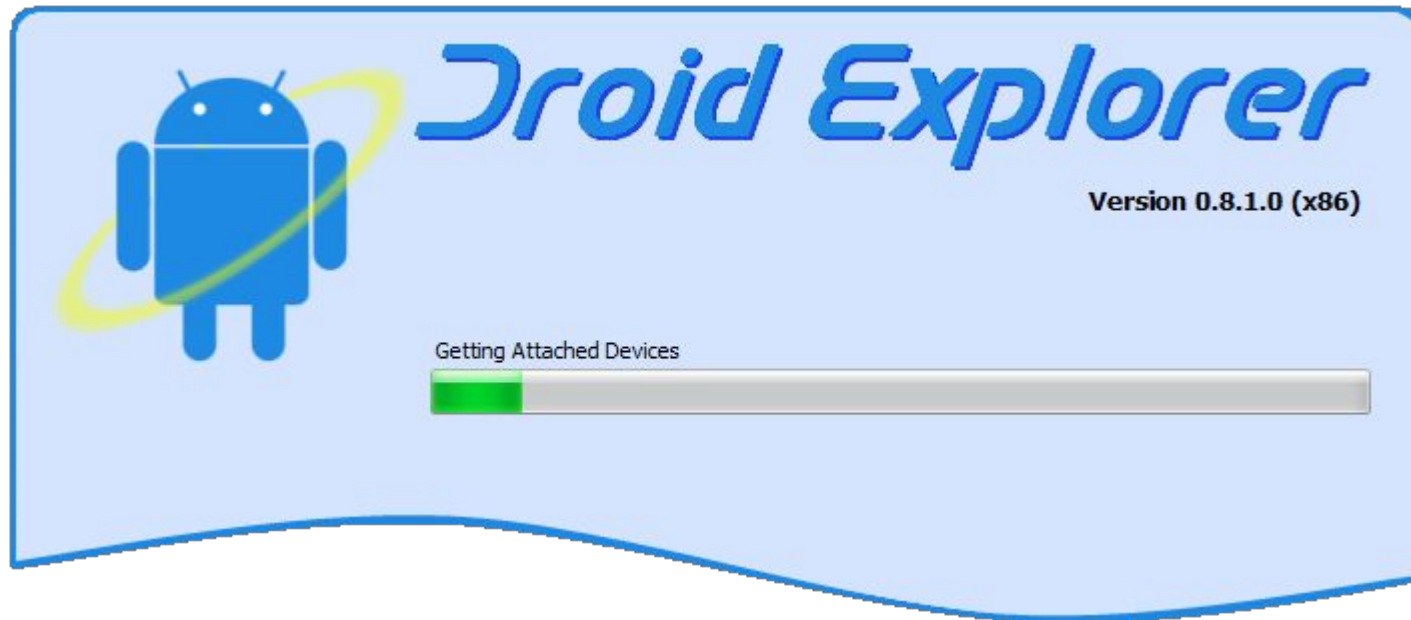 Droid Explorer
Version 0.8.1.0 (x86)
Getting Attached Devices